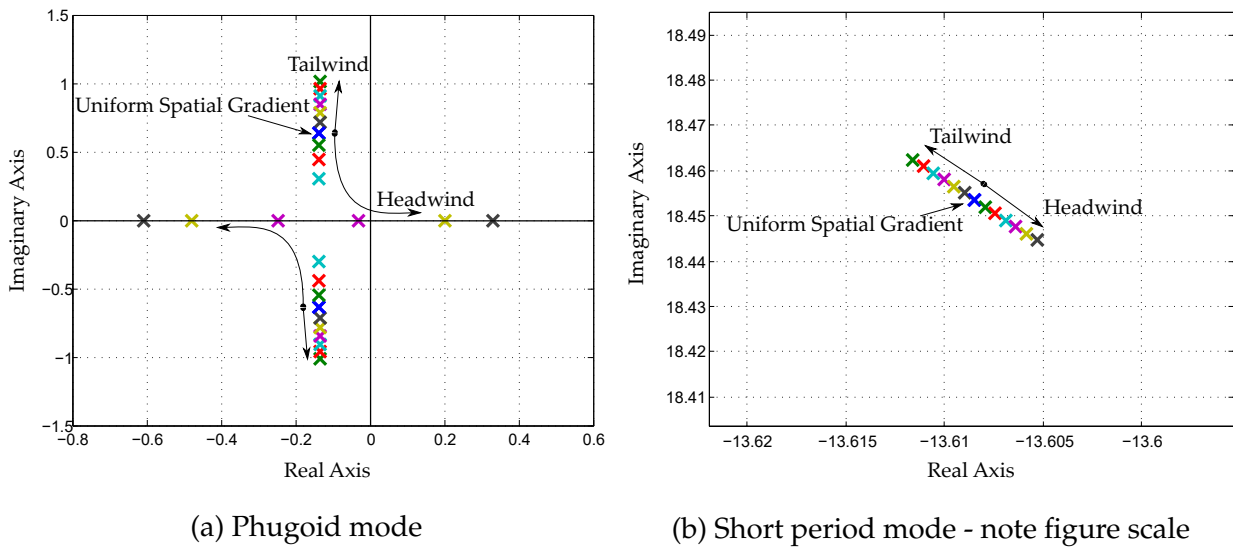 1.5
1
0.5
0
−0.5
−1
−1.5
−0.8
−0.6
−0.4
−0.2
0
0.2
0.4
0.6
Imaginary Axis
Real Axis
Tailwind
Uniform Spatial Gradient
Headwind
(a) Phugoid mode
18.49
18.48
18.47
18.46
18.45
18.44
18.43
18.42
18.41
−13.62
−13.615
−13.61
−13.605
−13.6
Imaginary Axis
Real Axis
Tailwind
Uniform Spatial Gradient
Headwind
(b) Short period mode - note figure scale